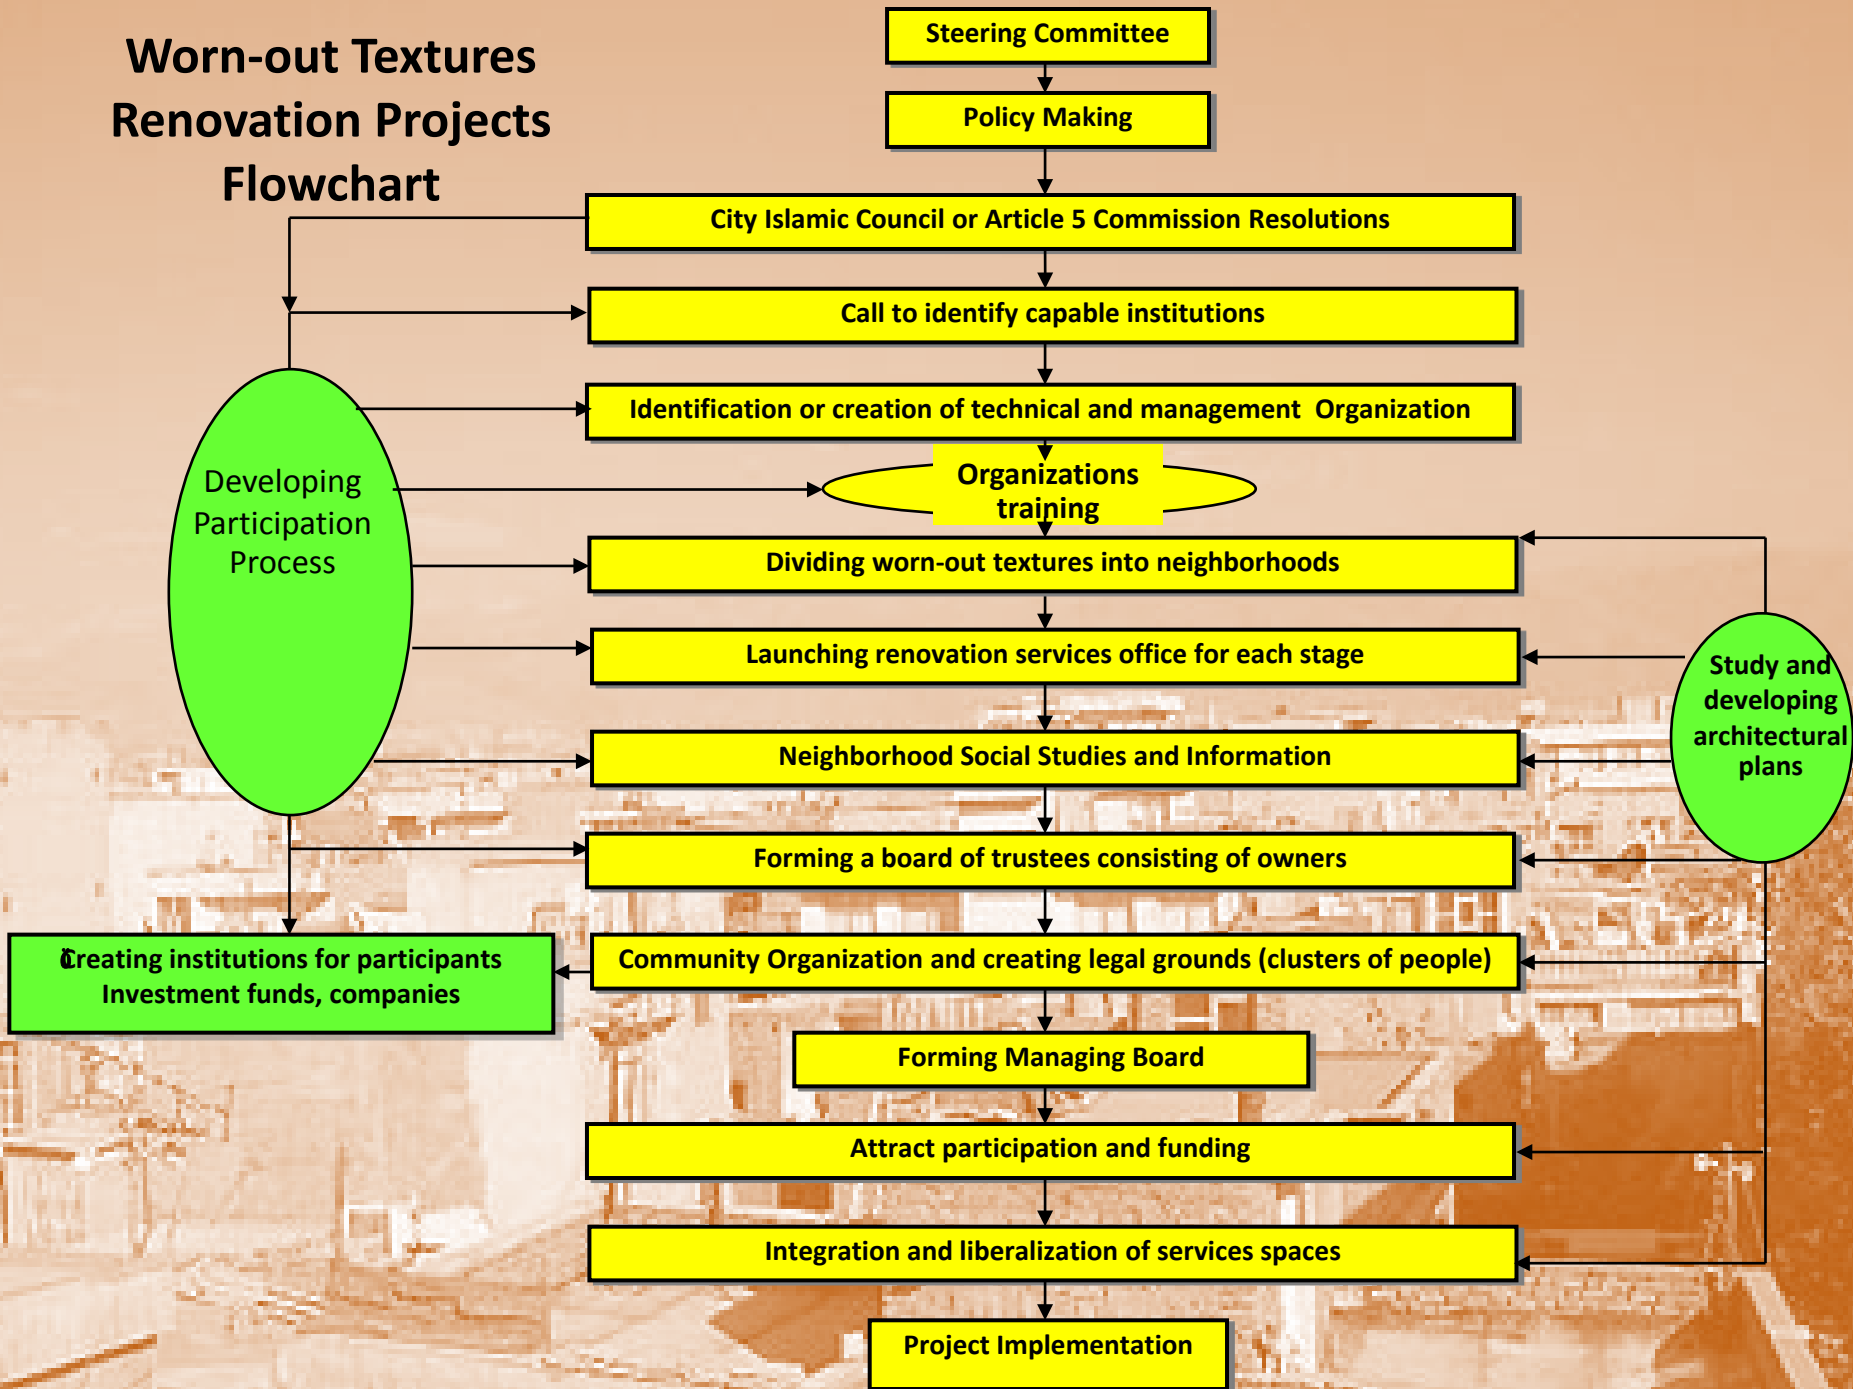 Worn-out Textures
Renovation Projects
Flowchart
Steering Committee
Policy Making
City Islamic Council or Article 5 Commission Resolutions
Call to identify capable institutions
Identification or creation of technical and management  Organization
Developing
Participation
Process
Organizations
training
Dividing worn-out textures into neighborhoods
Launching renovation services office for each stage
Study and
developing
architectural
plans
Neighborhood Social Studies and Information
Forming a board of trustees consisting of owners
Creating institutions for participants
Investment funds, companies
Community Organization and creating legal grounds (clusters of people)
Forming Managing Board
Attract participation and funding
Integration and liberalization of services spaces
Project Implementation